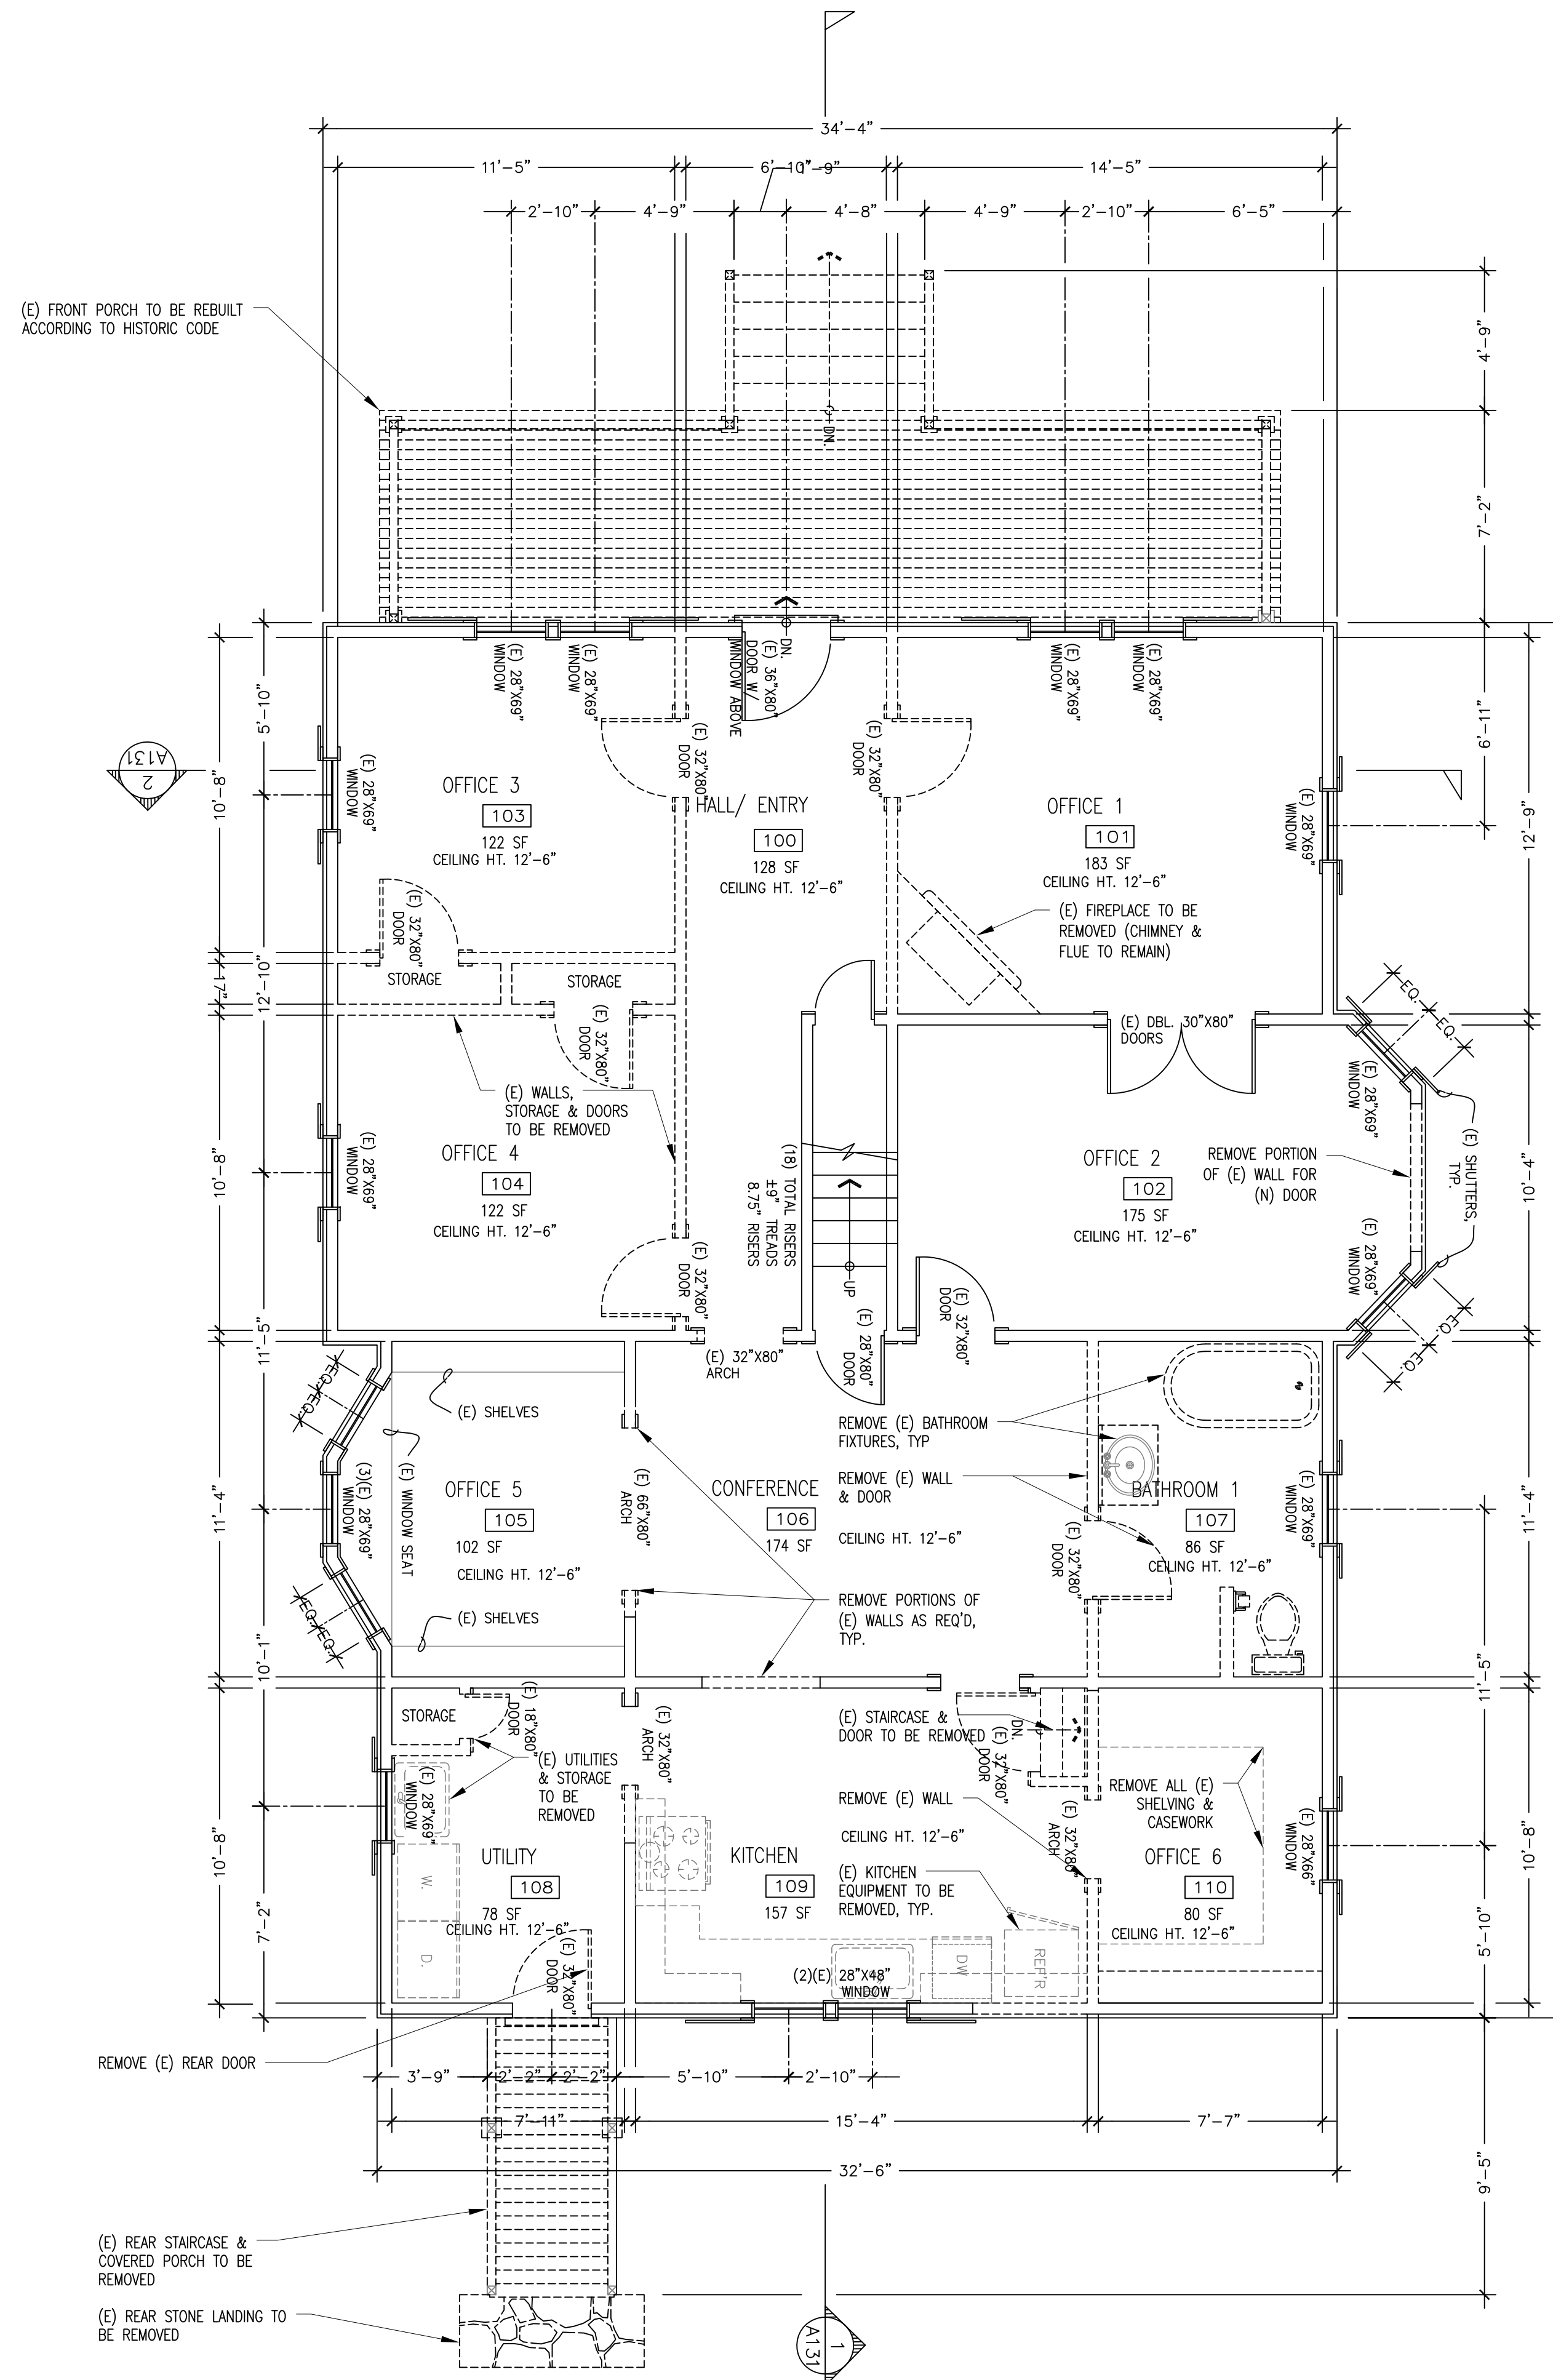 34'-4"
11'-5"
6'-10"
1'-9"
14'-5"
2'-10"
4'-9"
4'-8"
4'-9"
2'-10"
6'-5"
(E) FRONT PORCH TO BE REBUILT
ACCORDING TO HISTORIC CODE
4'-9"
7'-2"
DN.
DN.
(E) 36"X80"
DOOR W/
WINDOW ABOVE
(E) 28"X69"
WINDOW
(E) 28"X69"
WINDOW
(E) 28"X69"
WINDOW
(E) 28"X69"
WINDOW
5'-10"
6'-11"
2
A131
10'-8"
(E) 28"X69"
WINDOW
OFFICE 3
103
122 SF
CEILING HT. 12'-6"
(E) 32"X80"
DOOR
HALL/ ENTRY
100
128 SF
CEILING HT. 12'-6"
(E) 32"X80"
DOOR
OFFICE 1
101
183 SF
CEILING HT. 12'-6"
(E) 28"X69"
WINDOW
12'-9"
(E) FIREPLACE TO BE
REMOVED (CHIMNEY &
FLUE TO REMAIN)
(E) 32"X80"
DOOR
STORAGE
STORAGE
17"
12'-10"
(E) 32"X80"
DOOR
(E) DBL. 30"X80"
DOORS
EQ.
EQ.
(E) WALLS,
STORAGE & DOORS
TO BE REMOVED
(E) 28"X69"
WINDOW
(E) SHUTTERS,
TYP.
10'-8"
(E) 28"X69"
WINDOW
OFFICE 4
104
122 SF
CEILING HT. 12'-6"
(18) TOTAL RISERS
±9" TREADS
8.75" RISERS
UP
OFFICE 2
102
175 SF
CEILING HT. 12'-6"
REMOVE PORTION
OF (E) WALL FOR
(N) DOOR
10'-4"
(E) 28"X69"
WINDOW
(E) 32"X80"
DOOR
(E) 32"X80"
ARCH
(E) 28"X80"
DOOR
(E) 32"X80"
DOOR
EQ.
EQ.
11'-5"
EQ.
EQ.
(E) SHELVES
REMOVE (E) BATHROOM
FIXTURES, TYP
REMOVE (E) WALL
& DOOR
11'-4"
(3)(E) 28"X69"
WINDOW
(E) WINDOW SEAT
OFFICE 5
105
102 SF
CEILING HT. 12'-6"
(E) 66"X80"
ARCH
CONFERENCE
106
174 SF
CEILING HT. 12'-6"
(E) 32"X80"
DOOR
BATHROOM 1
107
86 SF
CEILING HT. 12'-6"
(E) 28"X69"
WINDOW
11'-4"
EQ.
EQ.
(E) SHELVES
REMOVE PORTIONS OF
(E) WALLS AS REQ'D,
TYP.
10'-1"
11'-5"
STORAGE
(E) 18"X80"
DOOR
(E) 32"X80"
ARCH
(E) STAIRCASE &
DOOR TO BE REMOVED
DN.
(E) 32"X80"
DOOR
(E) UTILITIES
& STORAGE
TO BE
REMOVED
(E) 28"X69"
WINDOW
REMOVE (E) WALL
CEILING HT. 12'-6"
(E) 32"X80"
ARCH
REMOVE ALL (E)
SHELVING &
CASEWORK
(E) 28"X66"
WINDOW
10'-8"
10'-8"
W.
D.
UTILITY
108
78 SF
CEILING HT. 12'-6"
KITCHEN
109
157 SF
(E) KITCHEN
EQUIPMENT TO BE
REMOVED, TYP.
OFFICE 6
110
80 SF
CEILING HT. 12'-6"
7'-2"
5'-10"
(E) 32"X80"
DOOR
(2)(E) 28"X48"
WINDOW
DW
REF'R
REMOVE (E) REAR DOOR
3'-9"
2'-2"
2'-2"
5'-10"
2'-10"
7'-11"
15'-4"
7'-7"
32'-6"
9'-5"
(E) REAR STAIRCASE &
COVERED PORCH TO BE
REMOVED
(E) REAR STONE LANDING TO
BE REMOVED
1
A131